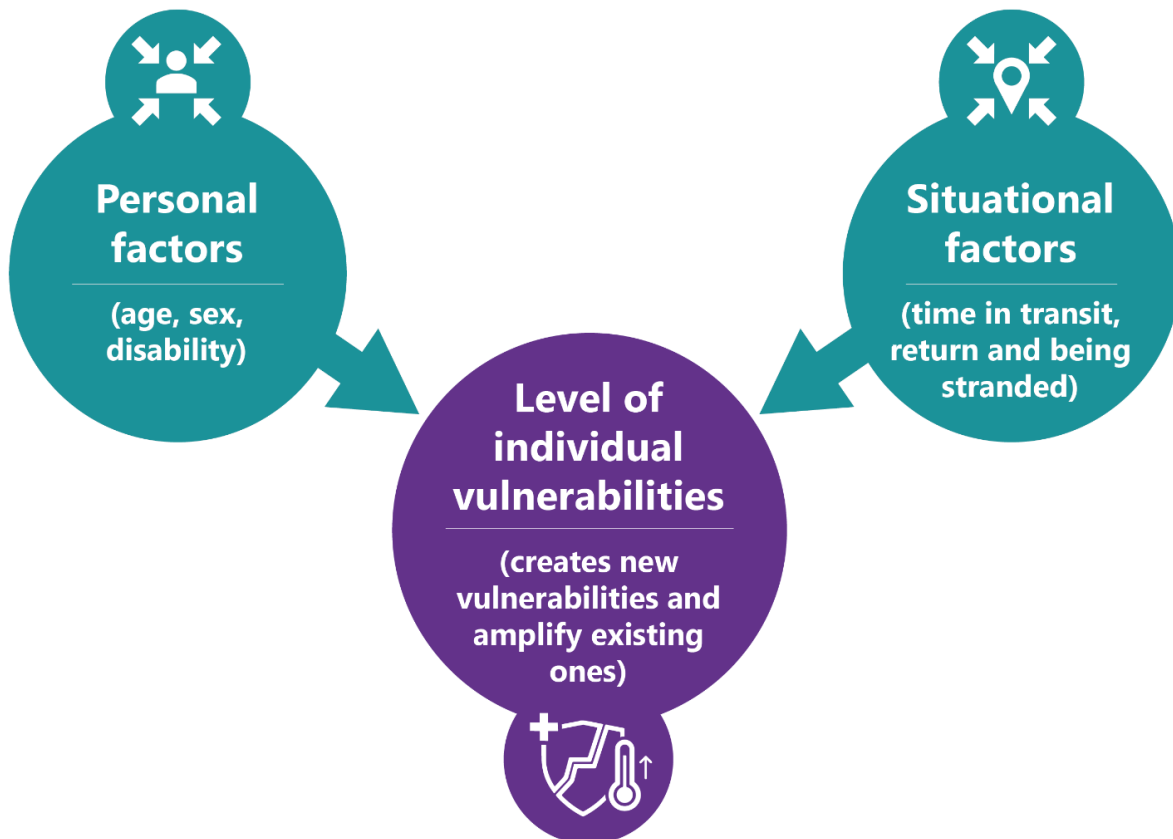 Personal
factors
(age, sex,
disability)
Situational
factors
(time in transit,
return and being
stranded)
Level of
individual
vulnerabilities
(creates new
vulnerabilities and
amplify existing
ones)